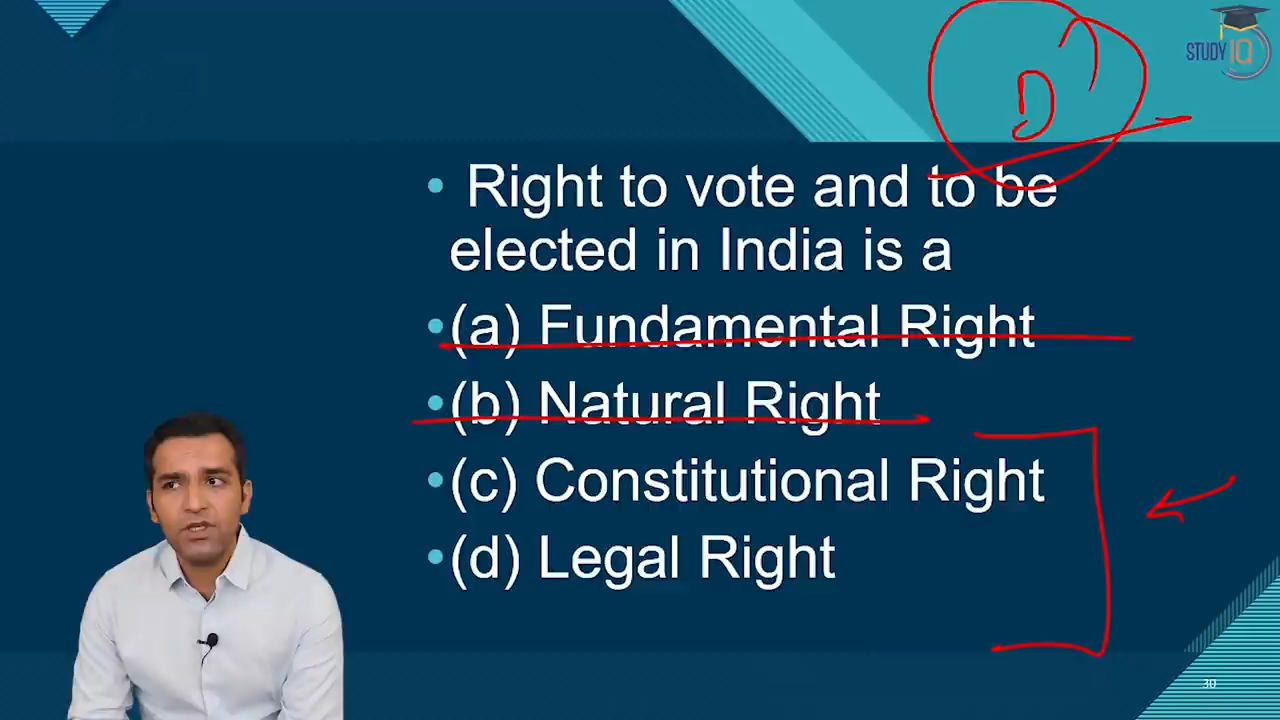 STUDY IQ
D
• Right to vote and to be
elected in India is a
• (a) Fundamental Right
• (b) Natural Right
• (c) Constitutional Right
• (d) Legal Right
30